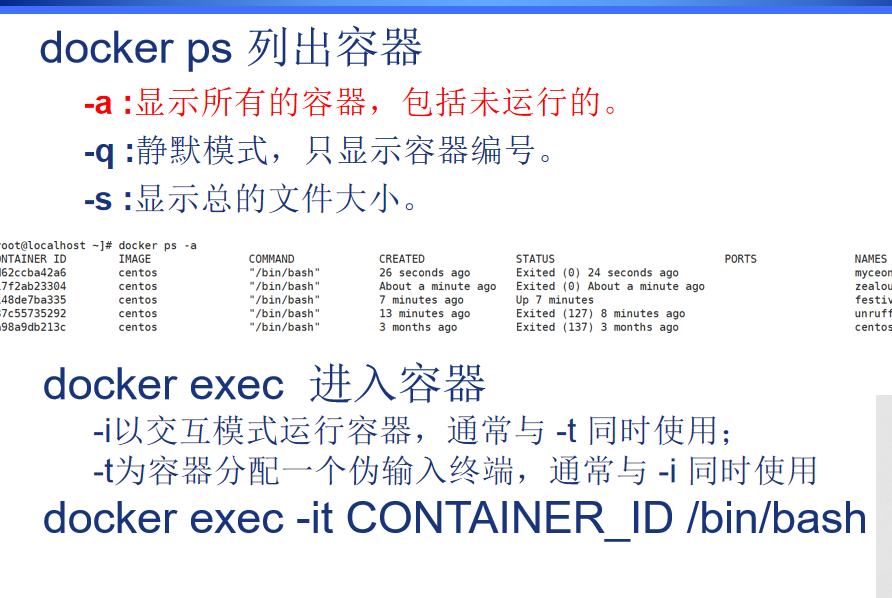 docker ps 列出容器
-a :显示所有的容器，包括未运行的。
-q :静默模式，只显示容器编号。
-s :显示总的文件大小。
root@localhost ~]# docker ps -a
ONTAINER ID IMAGE COMMAND CREATED STATUS PORTS NAMES
62ccba42a6 centos "/bin/bash" 26 seconds ago Exited (0) 24 seconds ago myceon
7f2ab23304 centos "/bin/bash" About a minute ago Exited (0) About a minute ago zealou
48de7ba335 centos "/bin/bash" 7 minutes ago Up 7 minutes festiv
7c55735292 centos "/bin/bash" 13 minutes ago Exited (127) 8 minutes ago unruff
98a9db213c centos "/bin/bash" 3 months ago Exited (137) 3 months ago centos
docker exec 进入容器
-i以交互模式运行容器，通常与 -t 同时使用；
-t为容器分配一个伪输入终端，通常与 -i 同时使用
docker exec -it CONTAINER_ID /bin/bash